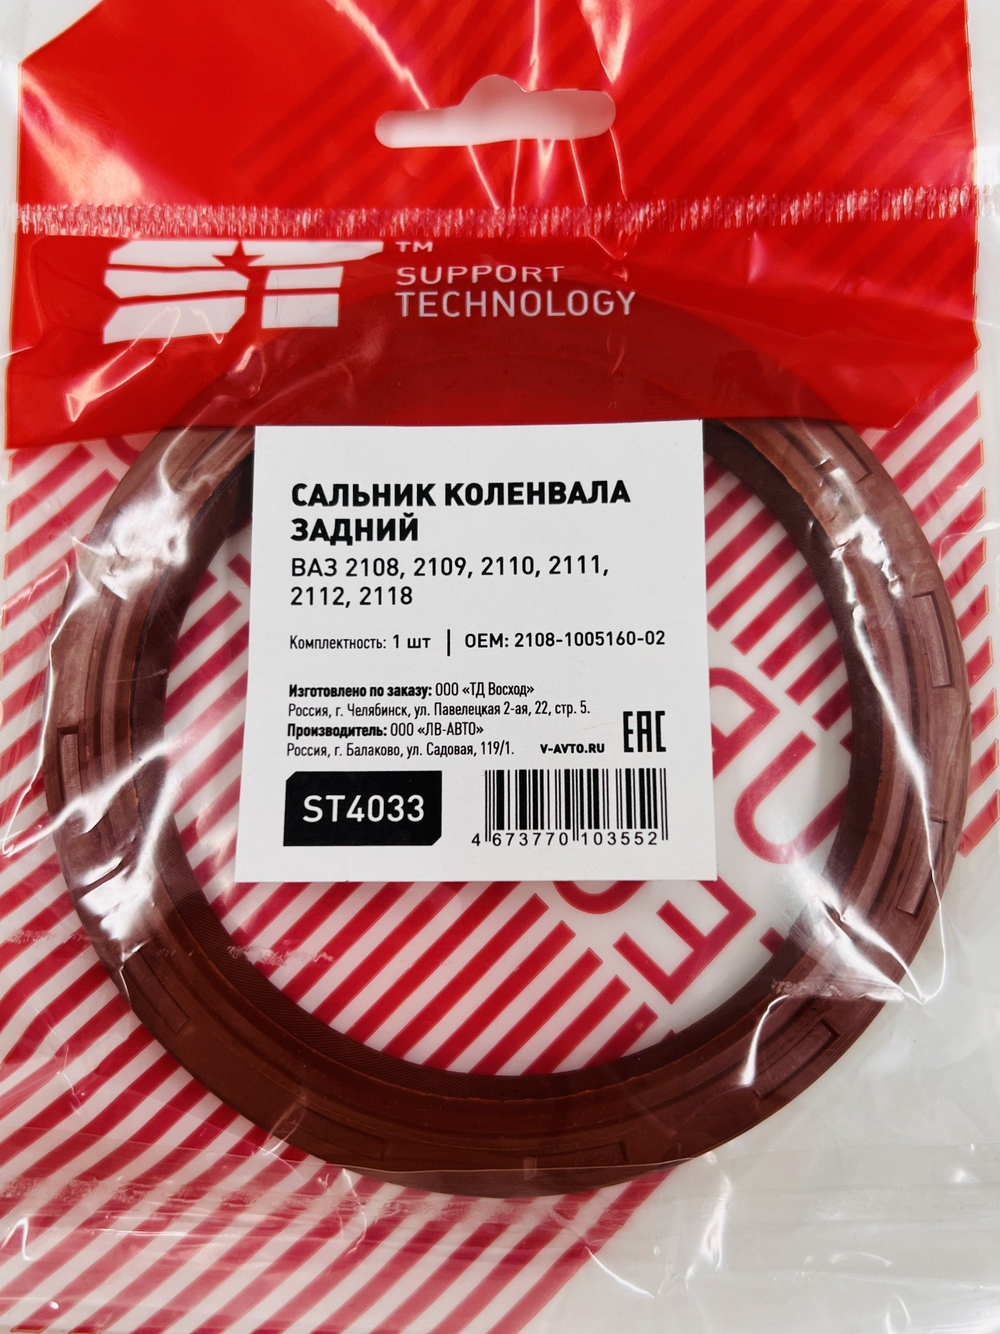 ST™
SUPPORT
TECHNOLOGY
САЛЬНИК КОЛЕНВАЛА
ЗАДНИЙ
ВАЗ 2108, 2109, 2110, 2111,
2112, 2118
Комплектность: 1 шт | OEM: 2108-1005160-02
Изготовлено по заказу: ООО «ТД Восход»
Россия, г. Челябинск, ул. Павелецкая 2-ая, 22, стр. 5.
Производитель: ООО «ЛВ-АВТО»
Россия, г. Балаково, ул. Садовая, 119/1.
V-AVTO.RU
EAC
ST4033
4 673770 103552